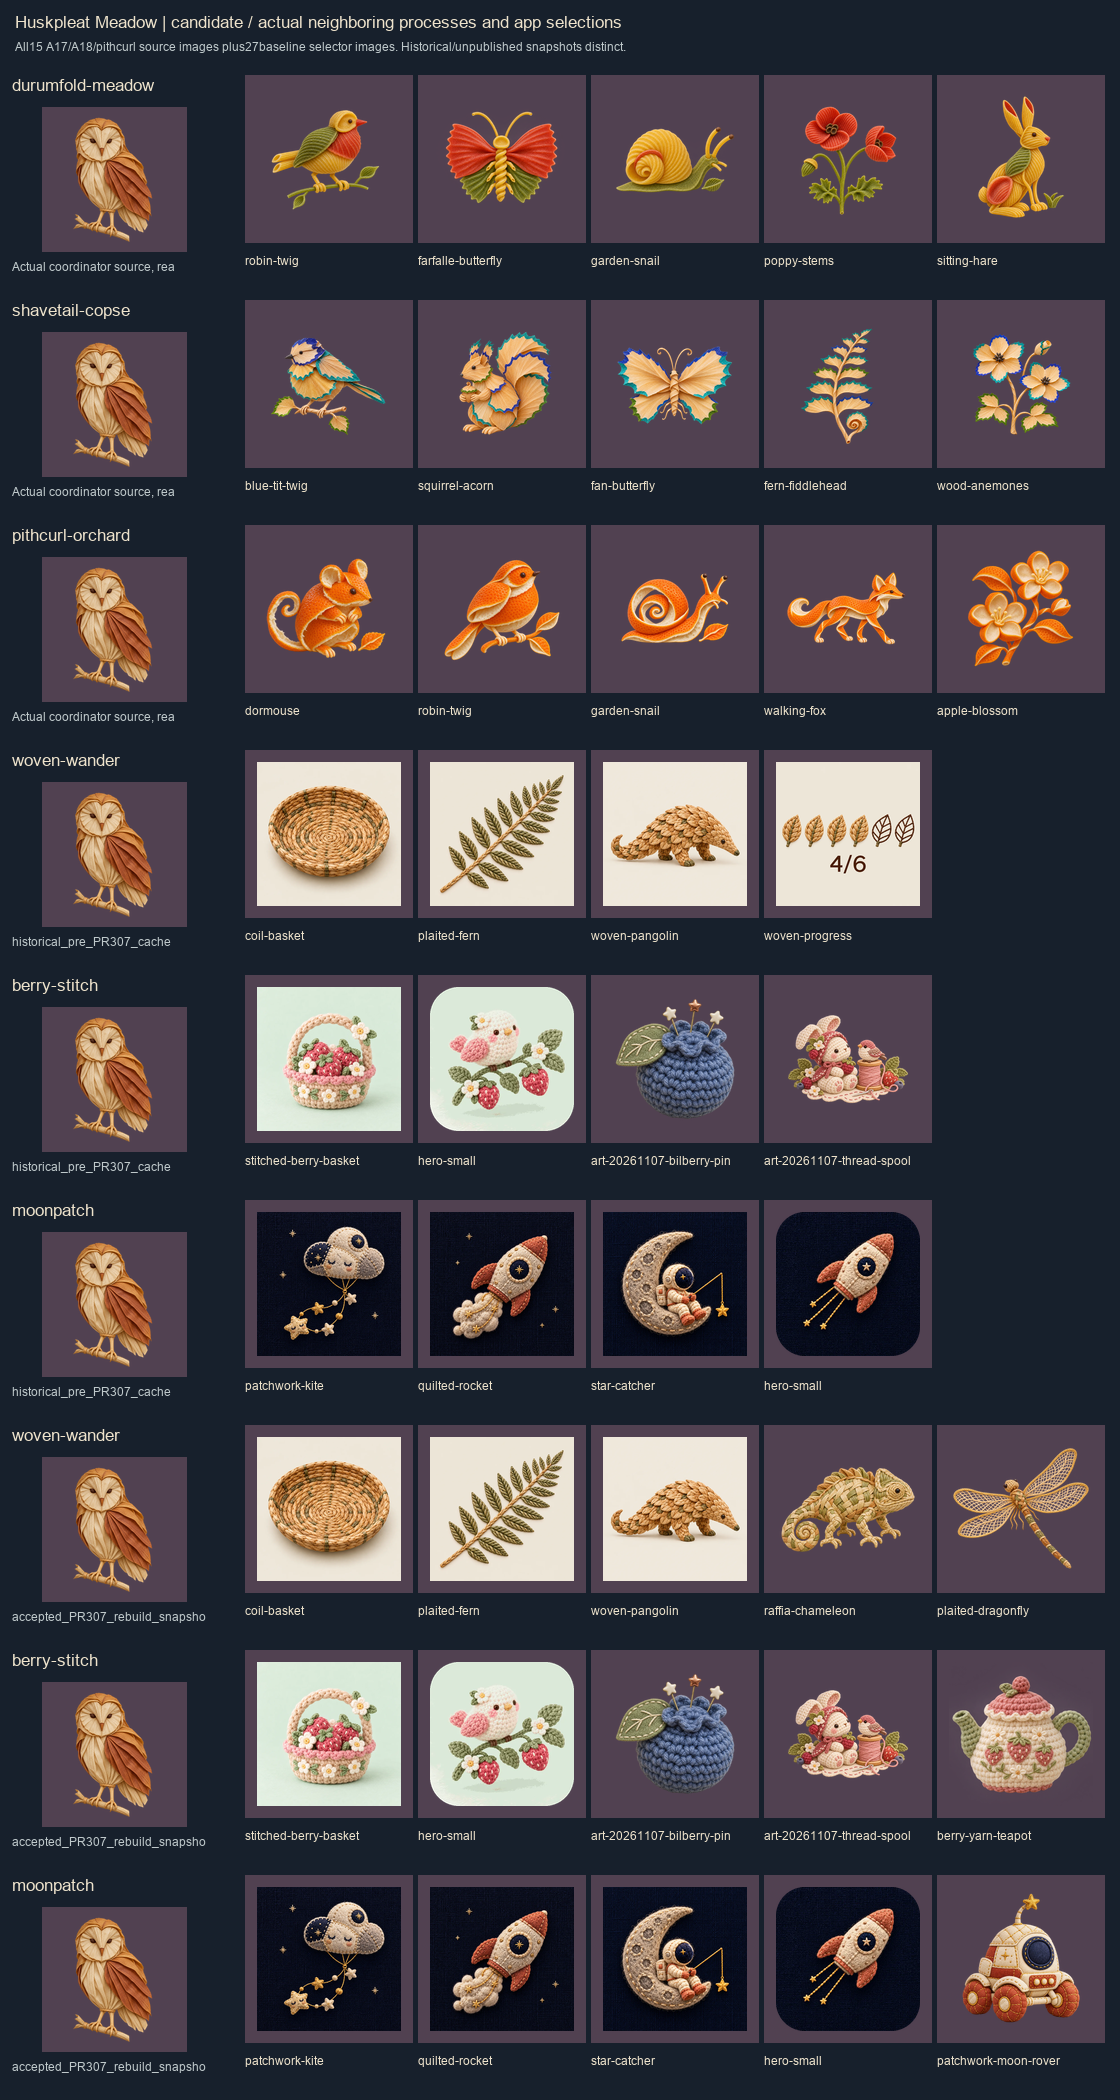 Huskpleat Meadow | candidate / actual neighboring processes and app selections
All15 A17/A18/pithcurl source images plus27baseline selector images. Historical/unpublished snapshots distinct.
durumfold-meadow
Actual coordinator source, rea
robin-twig
farfalle-butterfly
garden-snail
poppy-stems
sitting-hare
shavetail-copse
Actual coordinator source, rea
blue-tit-twig
squirrel-acorn
fan-butterfly
fern-fiddlehead
wood-anemones
pithcurl-orchard
Actual coordinator source, rea
dormouse
robin-twig
garden-snail
walking-fox
apple-blossom
woven-wander
4/6
historical_pre_PR307_cache
coil-basket
plaited-fern
woven-pangolin
woven-progress
berry-stitch
historical_pre_PR307_cache
stitched-berry-basket
hero-small
art-20261107-bilberry-pin
art-20261107-thread-spool
moonpatch
historical_pre_PR307_cache
patchwork-kite
quilted-rocket
star-catcher
hero-small
woven-wander
accepted_PR307_rebuild_snapsho
coil-basket
plaited-fern
woven-pangolin
raffia-chameleon
plaited-dragonfly
berry-stitch
accepted_PR307_rebuild_snapsho
stitched-berry-basket
hero-small
art-20261107-bilberry-pin
art-20261107-thread-spool
berry-yarn-teapot
moonpatch
accepted_PR307_rebuild_snapsho
patchwork-kite
quilted-rocket
star-catcher
hero-small
patchwork-moon-rover